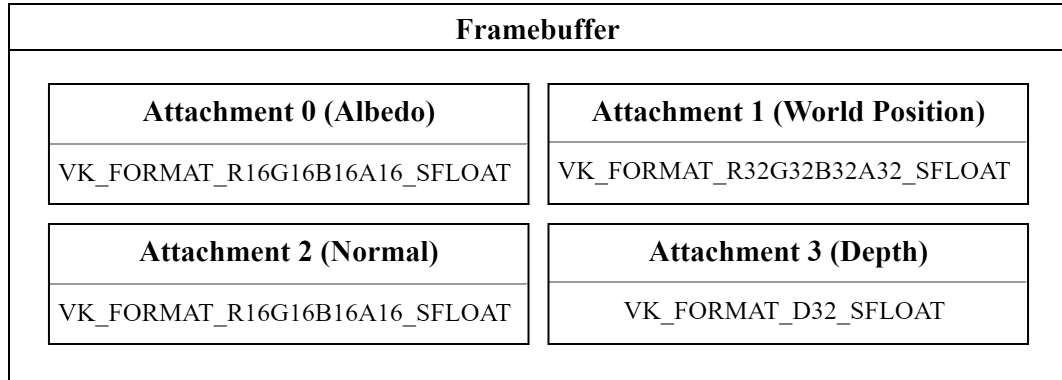 Framebuffer
Attachment 0 (Albedo)
VK_FORMAT_R16G16B16A16_SFLOAT
Attachment 1 (World Position)
VK_FORMAT_R32G32B32A32_SFLOAT
Attachment 2 (Normal)
VK_FORMAT_R16G16B16A16_SFLOAT
Attachment 3 (Depth)
VK_FORMAT_D32_SFLOAT